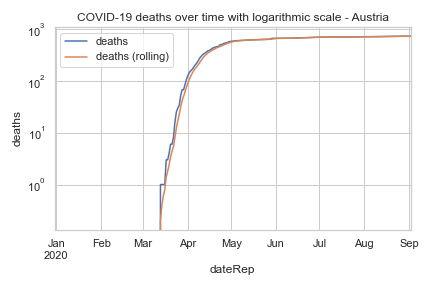 COVID-19 deaths over time with logarithmic scale - Austria
deaths
deaths (rolling)
10³
10²
10¹
10⁰
deaths
Jan Feb Mar Apr May Jun Jul Aug Sep
2020
dateRep